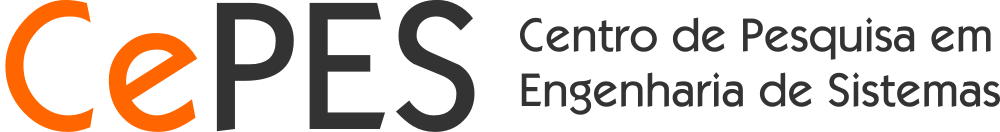 CePES
Centro de Pesquisa em
Engenharia de Sistemas